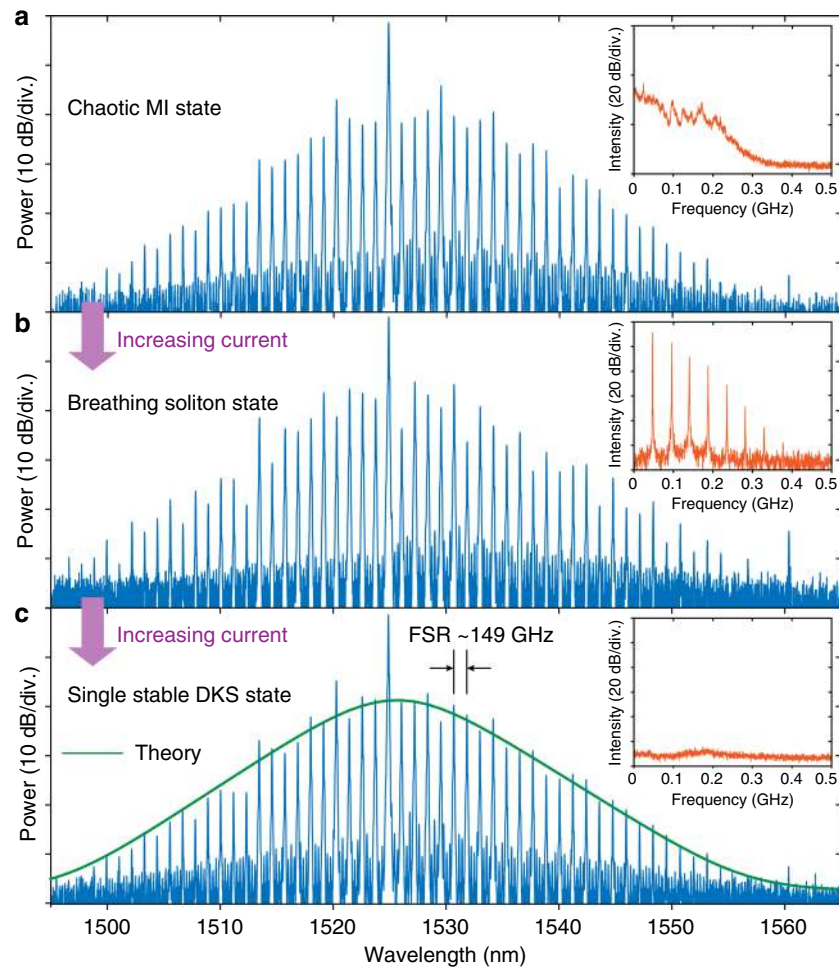 a
Chaotic MI state
Power (10 dB/div.)
Intensity (20 dB/div.)
0 0.1 0.2 0.3 0.4 0.5
Frequency (GHz)
Increasing current
b
Breathing soliton state
Power (10 dB/div.)
Intensity (20 dB/div.)
0 0.1 0.2 0.3 0.4 0.5
Frequency (GHz)
Increasing current
c
FSR ~149 GHz
Single stable DKS state
Theory
Power (10 dB/div.)
Intensity (20 dB/div.)
0 0.1 0.2 0.3 0.4 0.5
Frequency (GHz)
1500 1510 1520 1530 1540 1550 1560
Wavelength (nm)